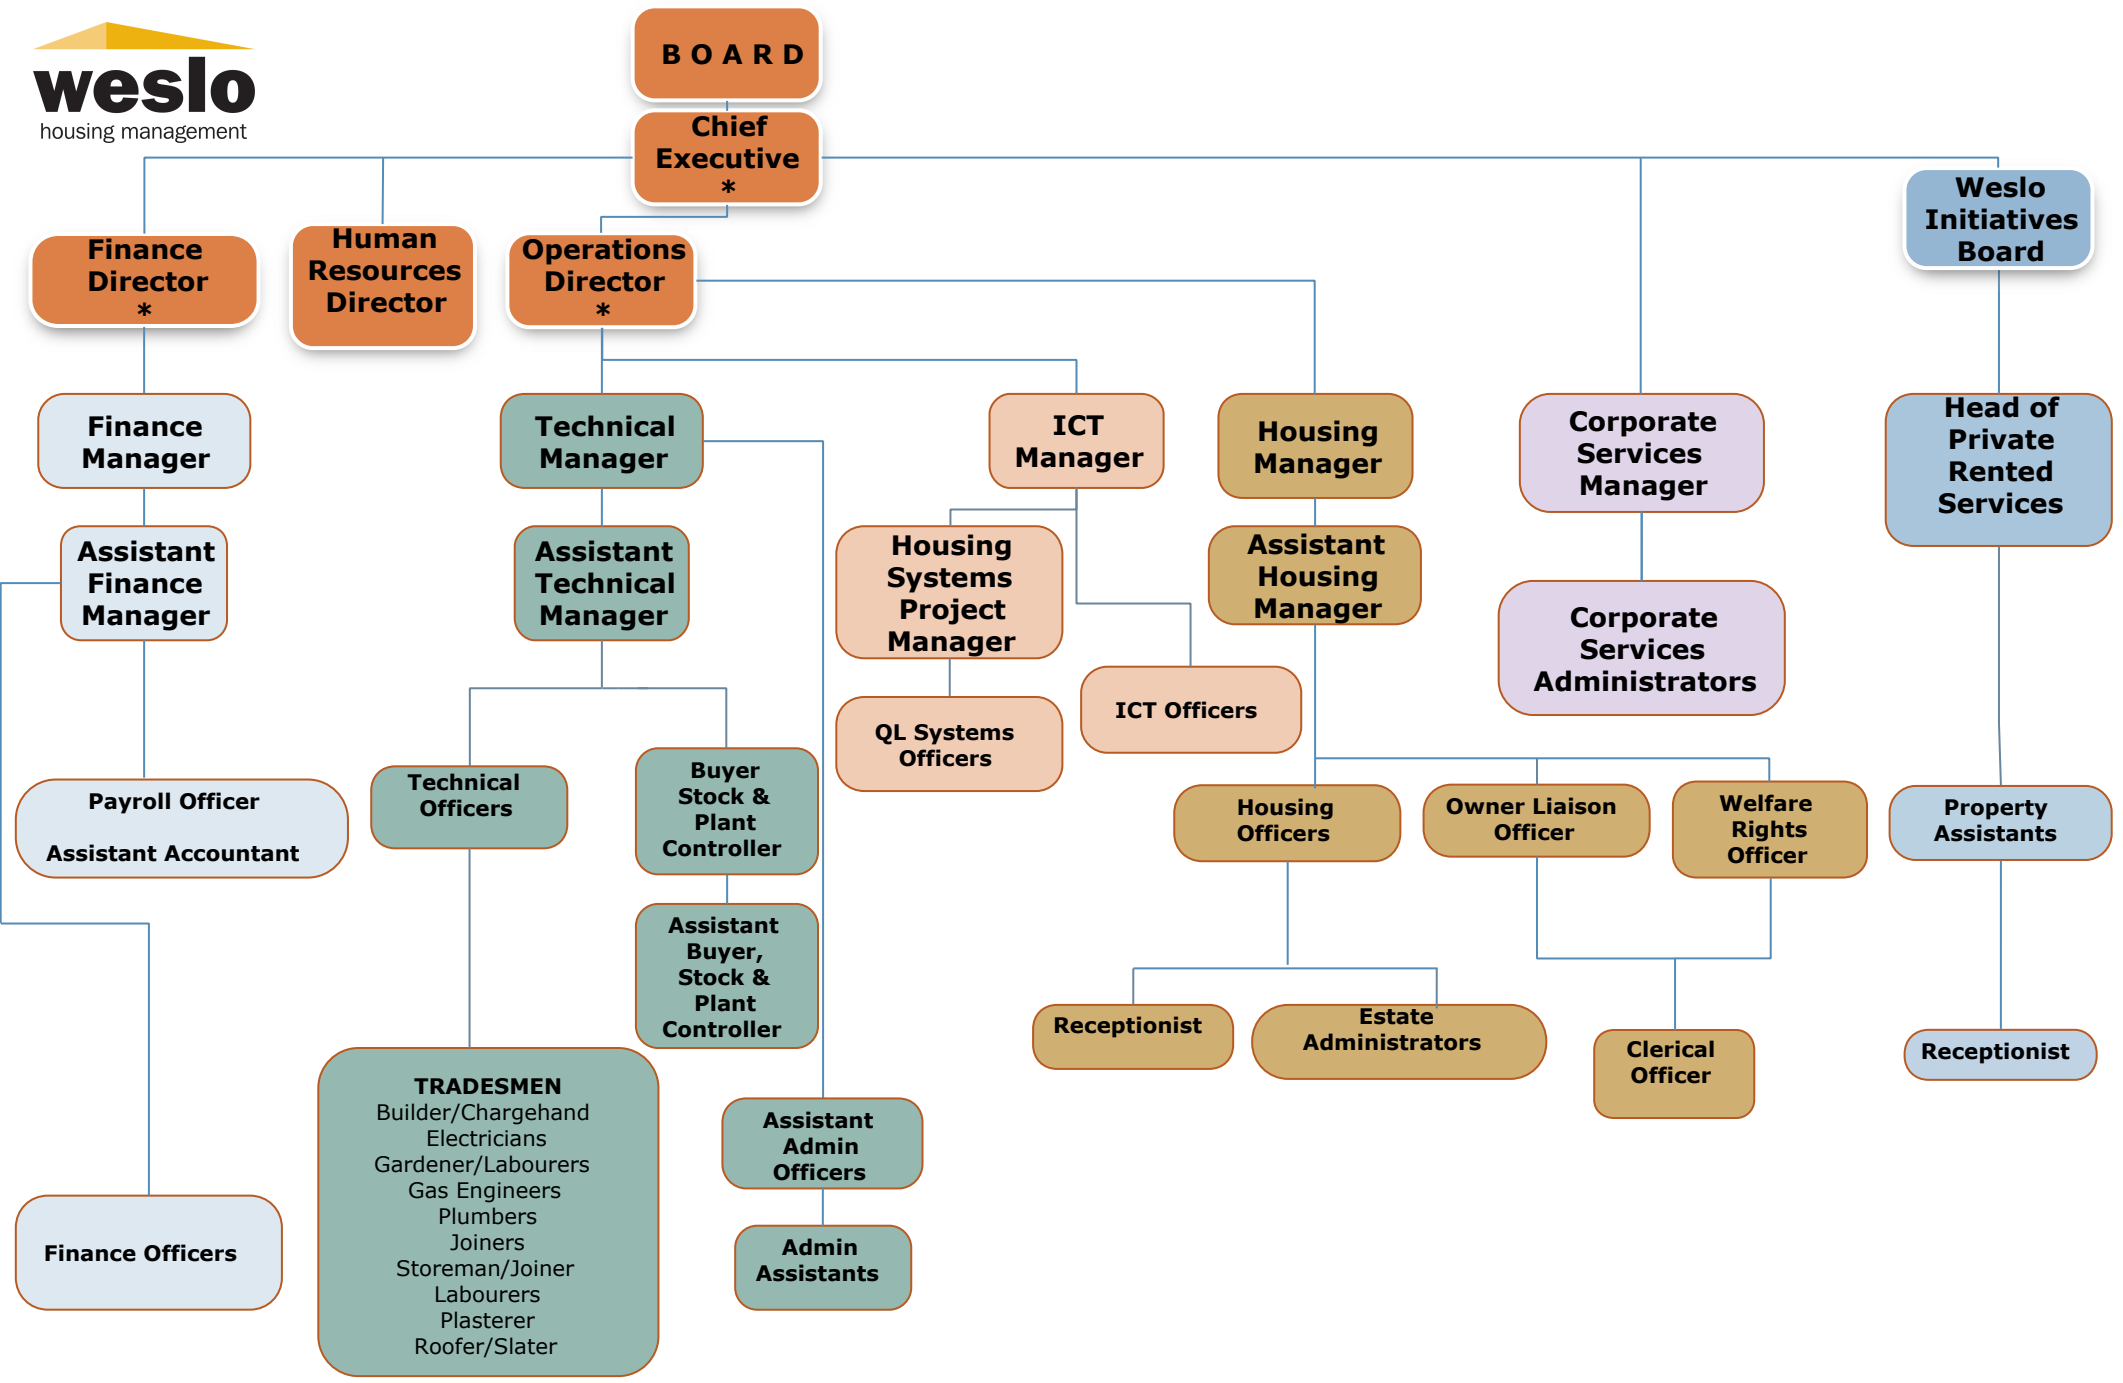 weslo
housing management
B O A R D
Chief
Executive
*
Finance
Director
*
Human
Resources
Director
Operations
Director
*
Weslo
Initiatives
Board
Finance
Manager
Technical
Manager
ICT
Manager
Housing
Manager
Corporate
Services
Manager
Head of
Private
Rented
Services
Assistant
Finance
Manager
Assistant
Technical
Manager
Housing
Systems
Project
Manager
Assistant
Housing
Manager
Corporate
Services
Administrators
QL Systems
Officers
ICT Officers
Payroll Officer
Assistant Accountant
Technical
Officers
Buyer
Stock &
Plant
Controller
Housing
Officers
Owner Liaison
Officer
Welfare
Rights
Officer
Property
Assistants
Assistant
Buyer,
Stock &
Plant
Controller
Receptionist
Estate
Administrators
Clerical
Officer
Receptionist
TRADESMEN
Builder/Chargehand
Electricians
Gardener/Labourers
Gas Engineers
Plumbers
Joiners
Storeman/Joiner
Labourers
Plasterer
Roofer/Slater
Assistant
Admin
Officers
Admin
Assistants
Finance Officers